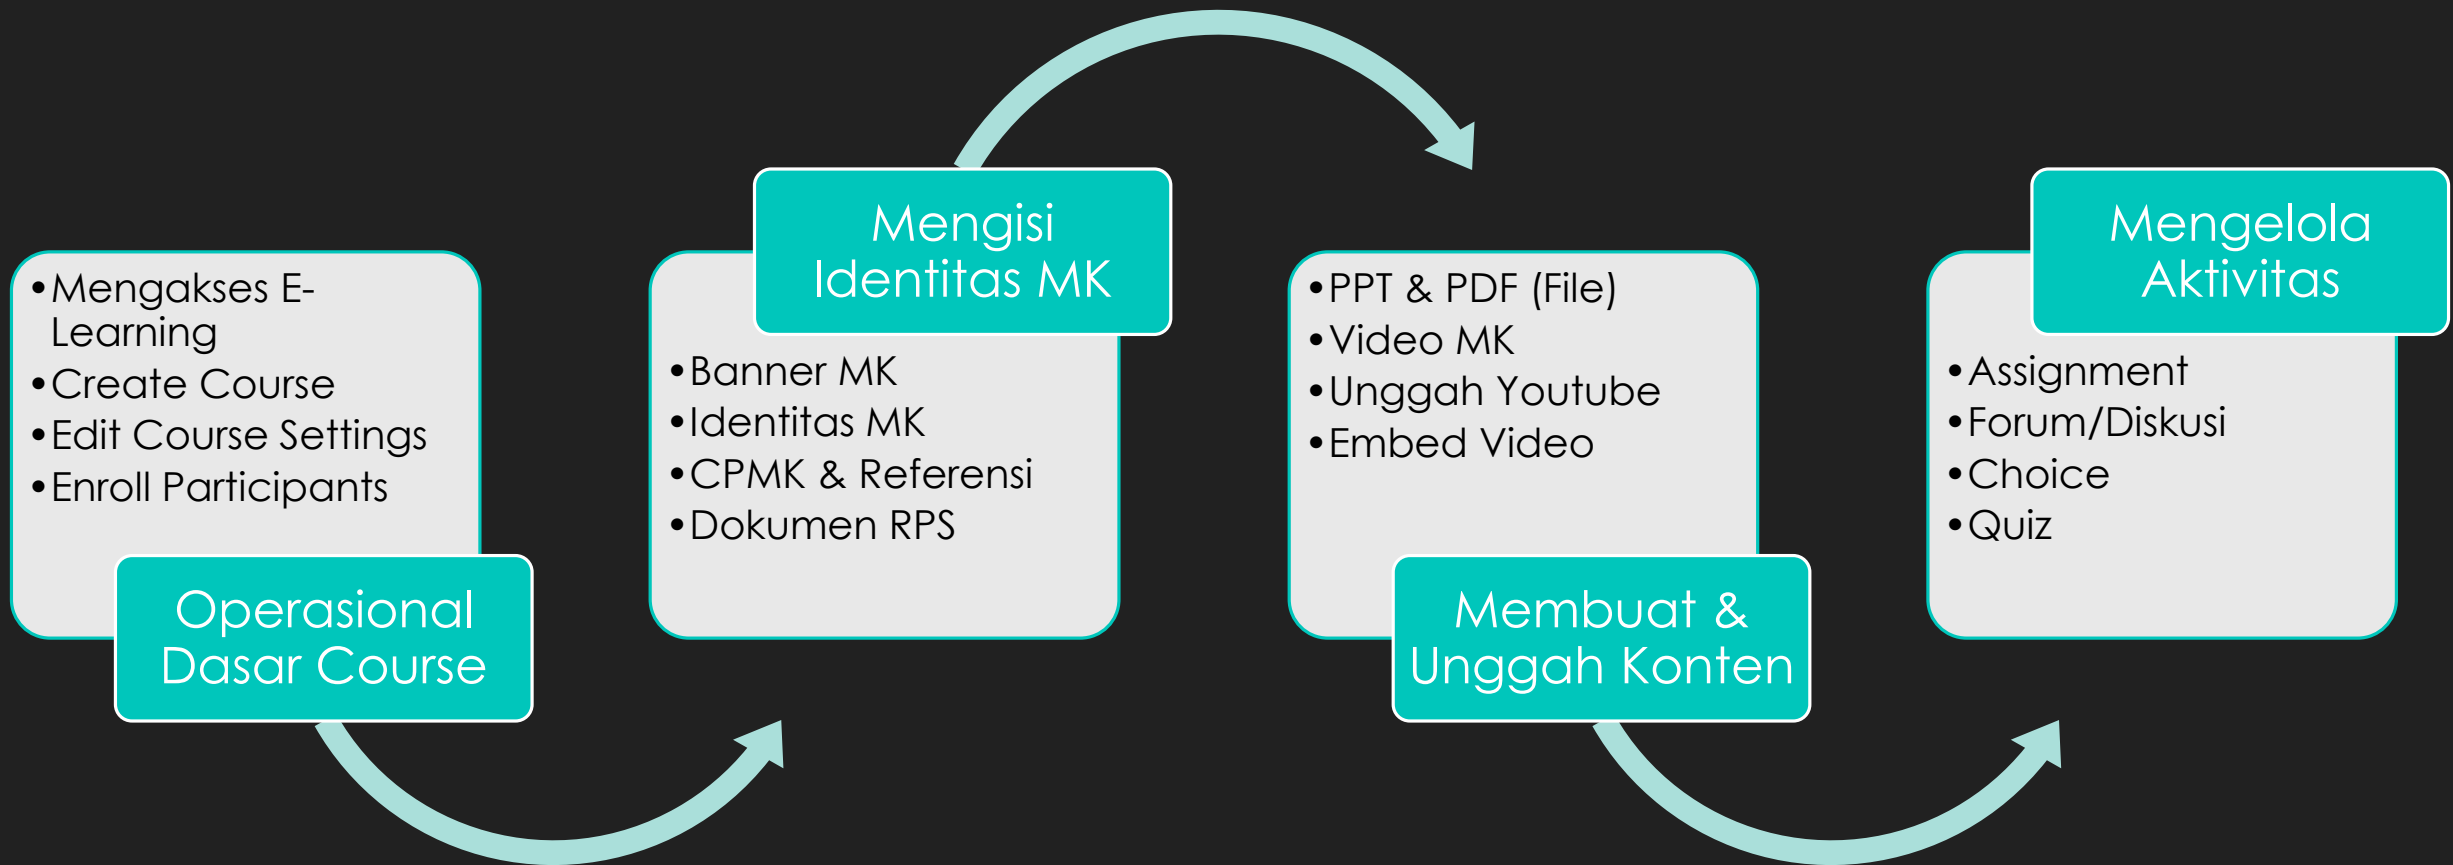 •Mengakses E-
Learning
•Create Course
•Edit Course Settings
•Enroll Participants
Operasional
Dasar Course
Mengisi
Identitas MK
•Banner MK
•Identitas MK
•CPMK & Referensi
•Dokumen RPS
•PPT & PDF (File)
•Video MK
•Unggah Youtube
•Embed Video
Membuat &
Unggah Konten
Mengelola
Aktivitas
•Assignment
•Forum/Diskusi
•Choice
•Quiz